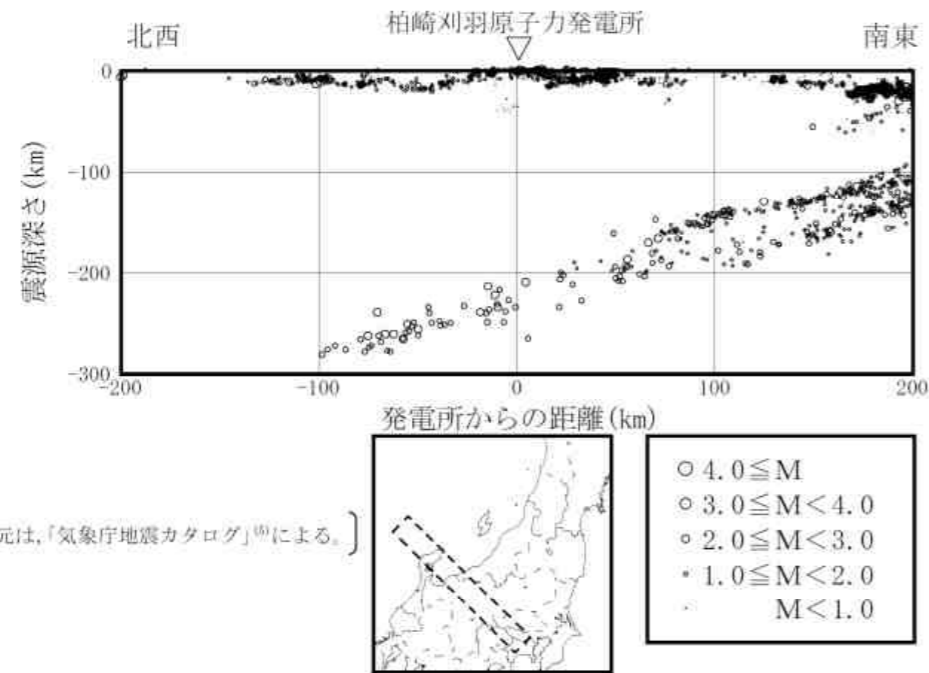 柏崎刈羽原子力発電所
北西
南東
▽
0
-100
-200
-300
震源深さ(km)
-200
-100
0
100
200
発電所からの距離(km)
元は,「気象庁地震カタログ」⁽⁵⁾による。
○ 4.0≦M
○ 3.0≦M<4.0
○ 2.0≦M<3.0
• 1.0≦M<2.0
· M<1.0